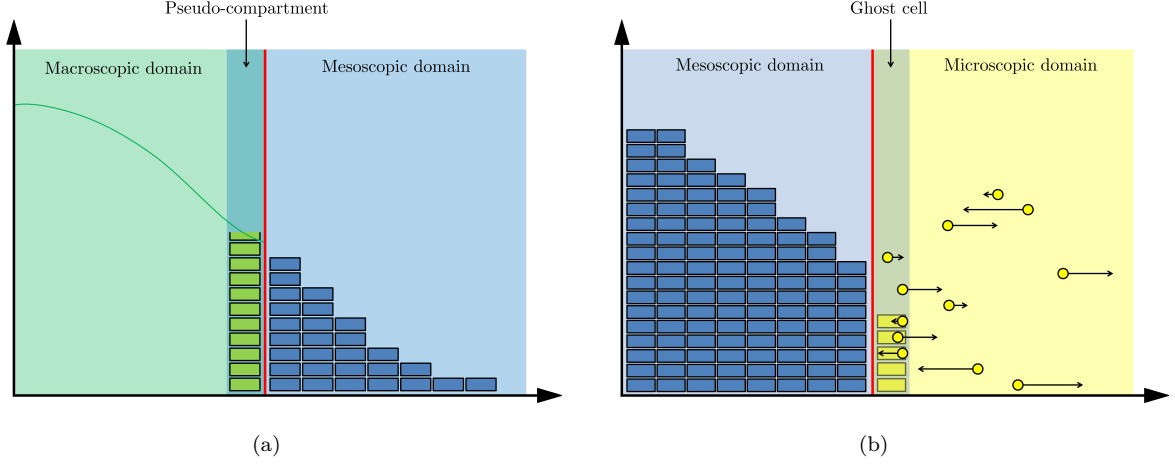 Pseudo-compartment
Macroscopic domain
Mesoscopic domain
(a)
Ghost cell
Mesoscopic domain
Microscopic domain
(b)